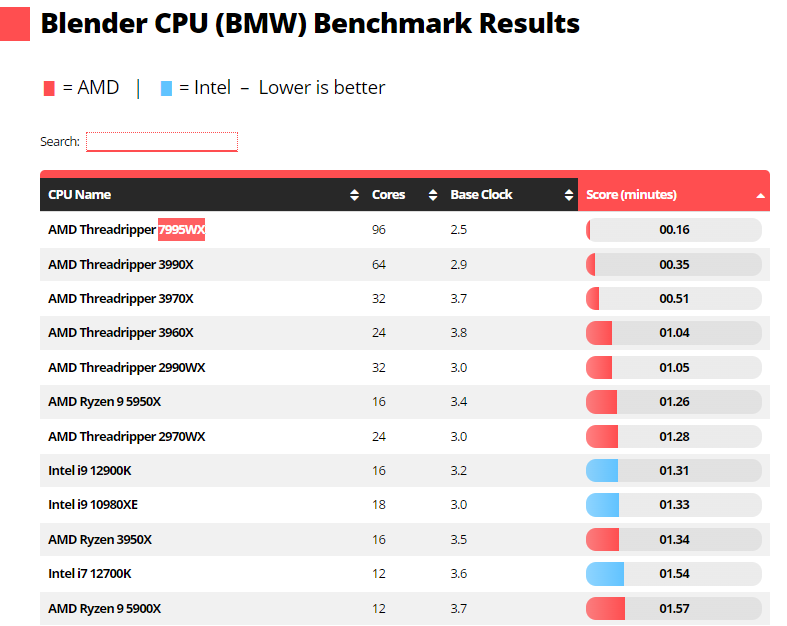 Blender CPU (BMW) Benchmark Results
= AMD | = Intel – Lower is better
Search:
CPU Name Cores Base Clock Score (minutes)
AMD Threadripper 7995WX 96 2.5 00.16
AMD Threadripper 3990X 64 2.9 00.35
AMD Threadripper 3970X 32 3.7 00.51
AMD Threadripper 3960X 24 3.8 01.04
AMD Threadripper 2990WX 32 3.0 01.05
AMD Ryzen 9 5950X 16 3.4 01.26
AMD Threadripper 2970WX 24 3.0 01.28
Intel i9 12900K 16 3.2 01.31
Intel i9 10980XE 18 3.0 01.33
AMD Ryzen 3950X 16 3.5 01.34
Intel i7 12700K 12 3.6 01.54
AMD Ryzen 9 5900X 12 3.7 01.57